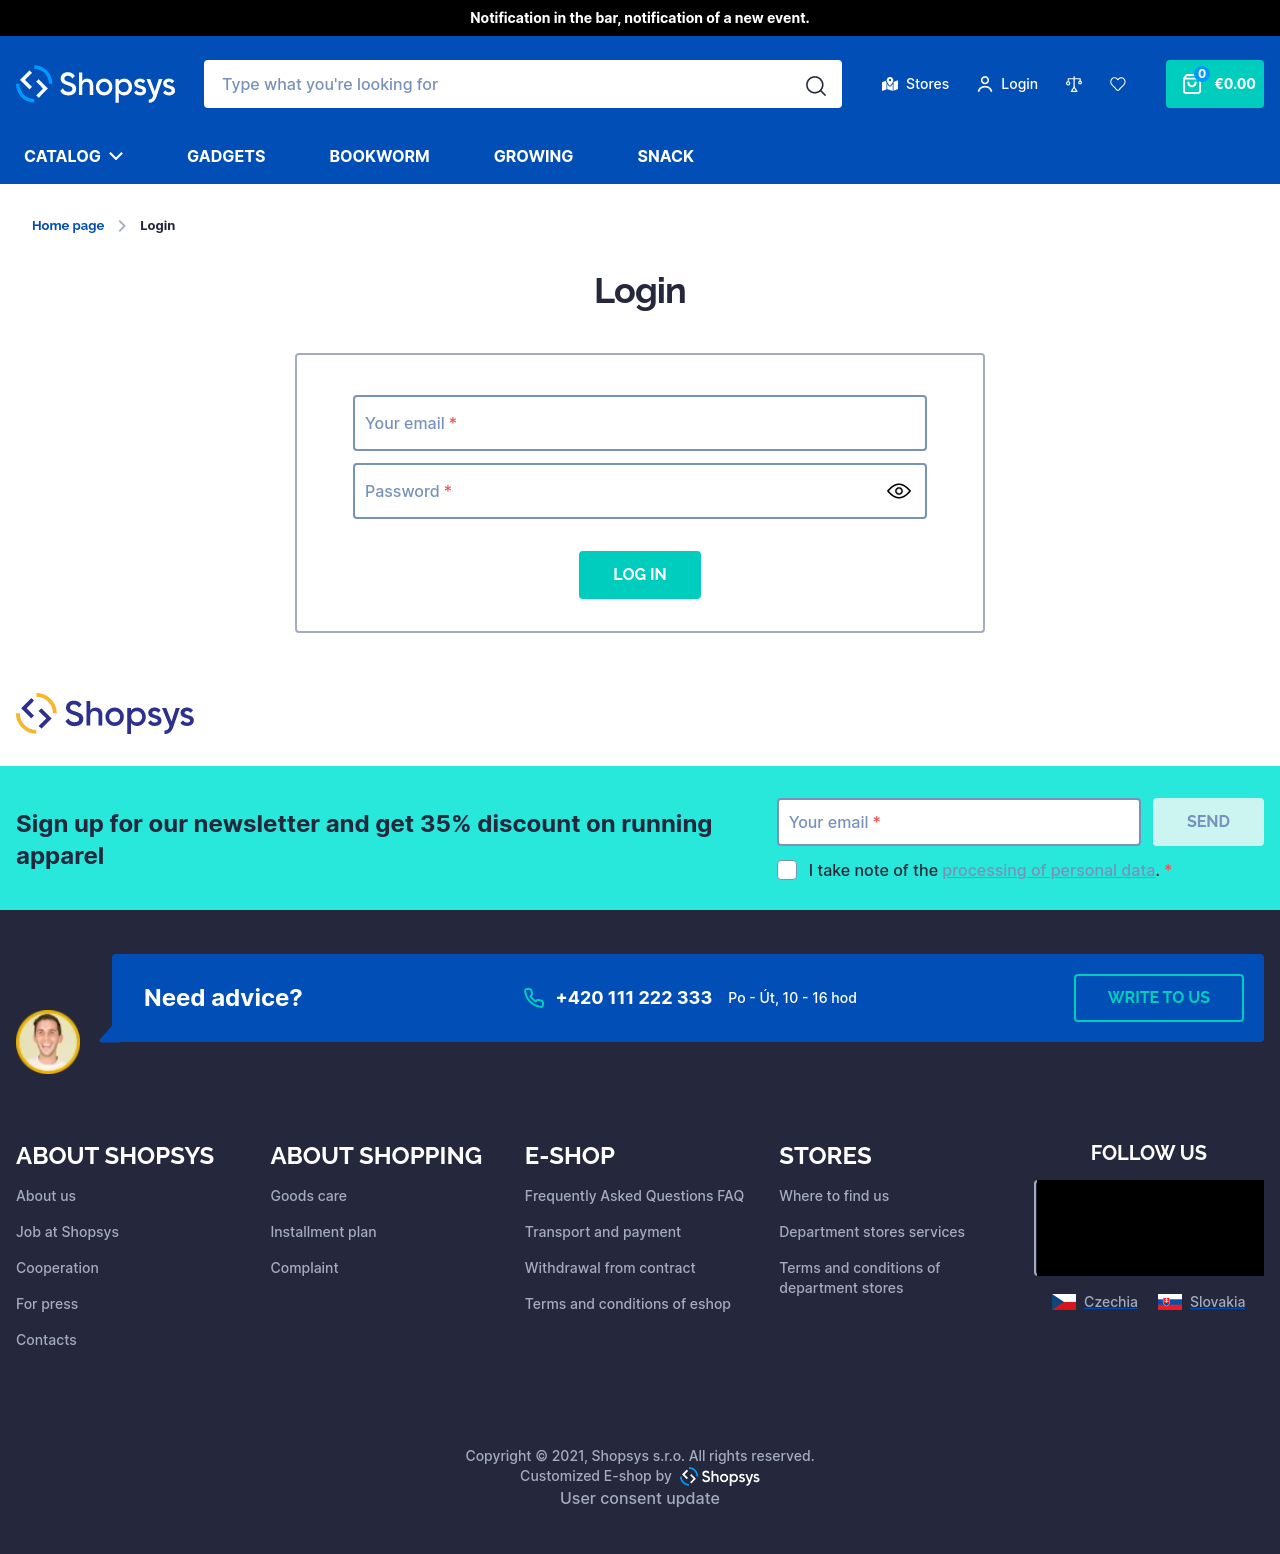 Notification in the bar, notification of a new event.
Shopsys
Type what you're looking for
Stores
Login
0
€0.00
CATALOG
GADGETS
BOOKWORM
GROWING
SNACK
Home page
Login
Login
Your email *
Password *
LOG IN
Shopsys
Sign up for our newsletter and get 35% discount on running
apparel
Your email *
SEND
I take note of the processing of personal data. *
Need advice?
+420 111 222 333
Po - Út, 10 - 16 hod
WRITE TO US
ABOUT SHOPSYS
About us
Job at Shopsys
Cooperation
For press
Contacts
ABOUT SHOPPING
Goods care
Installment plan
Complaint
E-SHOP
Frequently Asked Questions FAQ
Transport and payment
Withdrawal from contract
Terms and conditions of eshop
STORES
Where to find us
Department stores services
Terms and conditions of
department stores
FOLLOW US
Czechia
Slovakia
Copyright © 2021, Shopsys s.r.o. All rights reserved.
Customized E-shop by Shopsys
User consent update